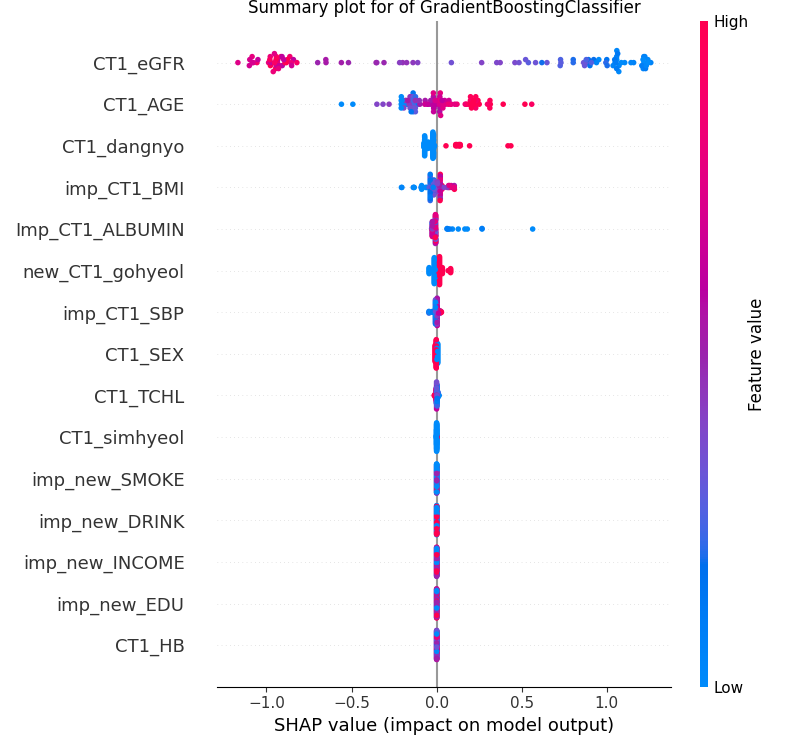 Summary plot for of GradientBoostingClassifier
High
CT1_eGFR
CT1_AGE
CT1_dangnyo
imp_CT1_BMI
Imp_CT1_ALBUMIN
new_CT1_gohyeol
imp_CT1_SBP
CT1_SEX
CT1_TCHL
CT1_simhyeol
imp_new_SMOKE
imp_new_DRINK
imp_new_INCOME
imp_new_EDU
CT1_HB
Feature value
Low
−1.0 −0.5 0.0 0.5 1.0
SHAP value (impact on model output)